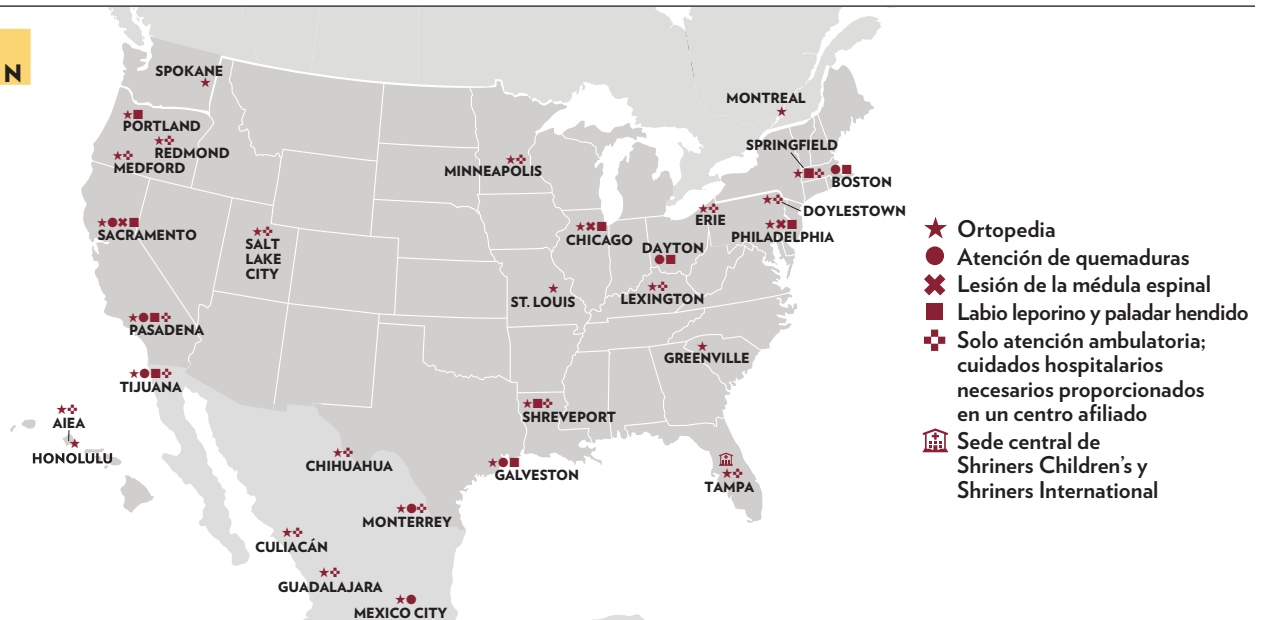 N
SPOKANE
PORTLAND
REDMOND
MEDFORD
SACRAMENTO
SALT
LAKE
CITY
PASADENA
TIJUANA
AIEA
HONOLULU
MINNEAPOLIS
CHICAGO
DAYTON
ST. LOUIS
LEXINGTON
MONTREAL
SPRINGFIELD
BOSTON
DOYLESTOWN
ERIE
PHILADELPHIA
GREENVILLE
SHREVEPORT
GALVESTON
TAMPA
CHIHUAHUA
MONTERREY
CULIACÁN
GUADALAJARA
MEXICO CITY
Ortopedia
Atención de quemaduras
Lesión de la médula espinal
Labio leporino y paladar hendido
Solo atención ambulatoria;
cuidados hospitalarios
necesarios proporcionados
en un centro afiliado
Sede central de
Shriners Children's y
Shriners International